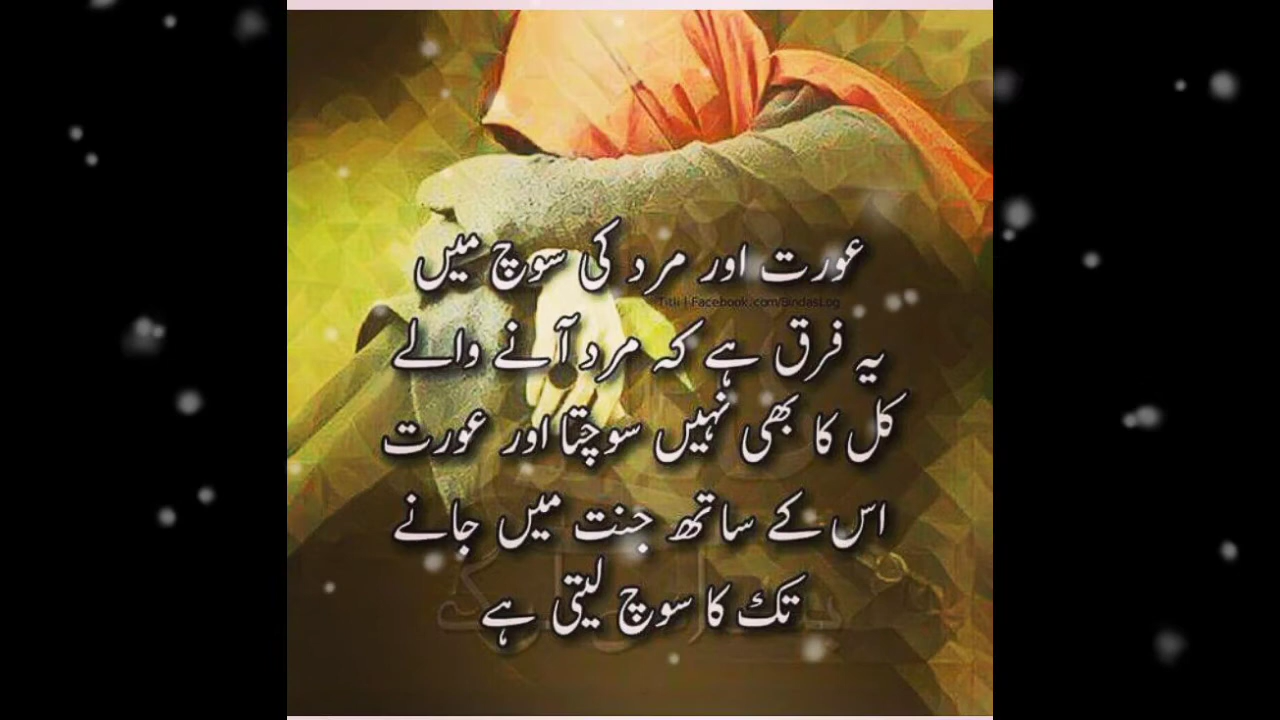 عورت اور مرد کی سوچ میں
Titli | Facebook.com/BindasLog
یہ فرق ہے کہ مرد آنے والے
کل کا بھی نہیں سوچتا اور عورت
اس کے ساتھ جنت میں جانے
تک کا سوچ لیتی ہے